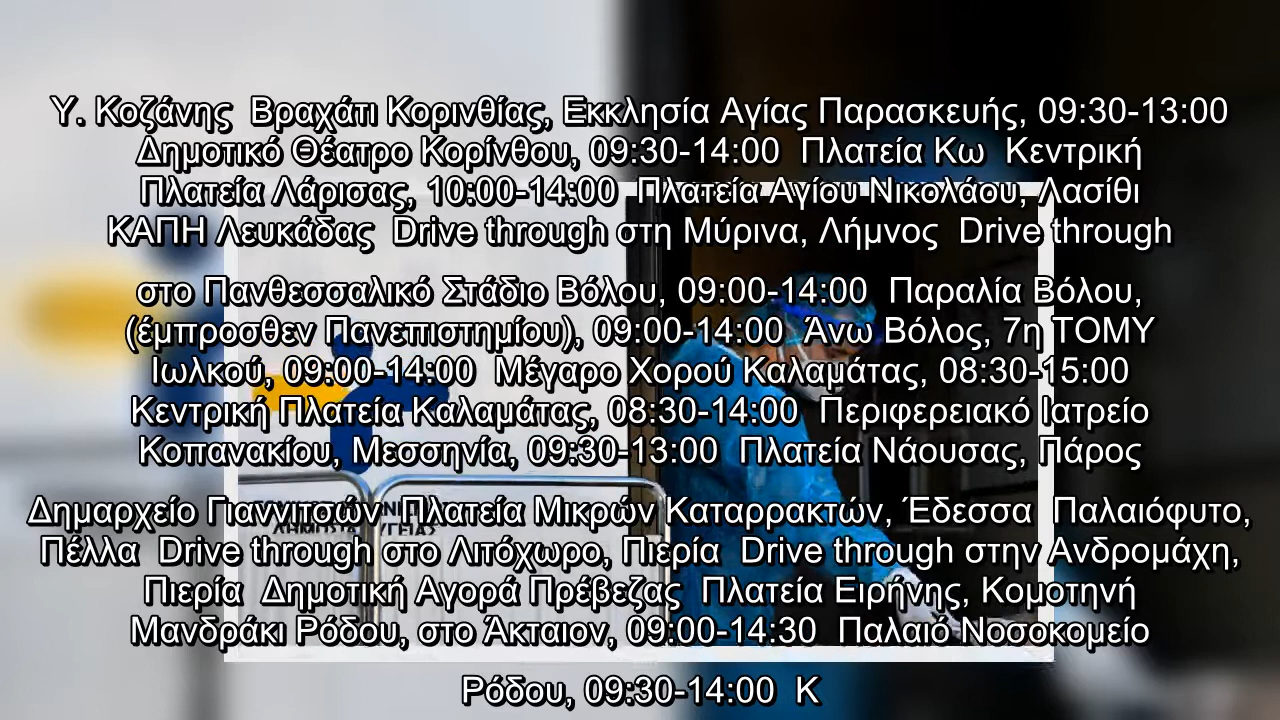 Υ. Κοζάνης  Βραχάτι Κορινθίας, Εκκλησία Αγίας Παρασκευής, 09:30-13:00
Δημοτικό Θέατρο Κορίνθου, 09:30-14:00  Πλατεία Κω  Κεντρική
Πλατεία Λάρισας, 10:00-14:00  Πλατεία Αγίου Νικολάου, Λασίθι
ΚΑΠΗ Λευκάδας  Drive through στη Μύρινα, Λήμνος  Drive through
στο Πανθεσσαλικό Στάδιο Βόλου, 09:00-14:00  Παραλία Βόλου,
(έμπροσθεν Πανεπιστημίου), 09:00-14:00  Άνω Βόλος, 7η ΤΟΜΥ
Ιωλκού, 09:00-14:00  Μέγαρο Χορού Καλαμάτας, 08:30-15:00
Κεντρική Πλατεία Καλαμάτας, 08:30-14:00  Περιφερειακό Ιατρείο
Κοπανακίου, Μεσσηνία, 09:30-13:00  Πλατεία Νάουσας, Πάρος
Δημαρχείο Γιαννιτσών  Πλατεία Μικρών Καταρρακτών, Έδεσσα  Παλαιόφυτο,
Πέλλα  Drive through στο Λιτόχωρο, Πιερία  Drive through στην Ανδρομάχη,
Πιερία  Δημοτική Αγορά Πρέβεζας  Πλατεία Ειρήνης, Κομοτηνή
Μανδράκι Ρόδου, στο Άκταιον, 09:00-14:30  Παλαιό Νοσοκομείο
Ρόδου, 09:30-14:00  Κ